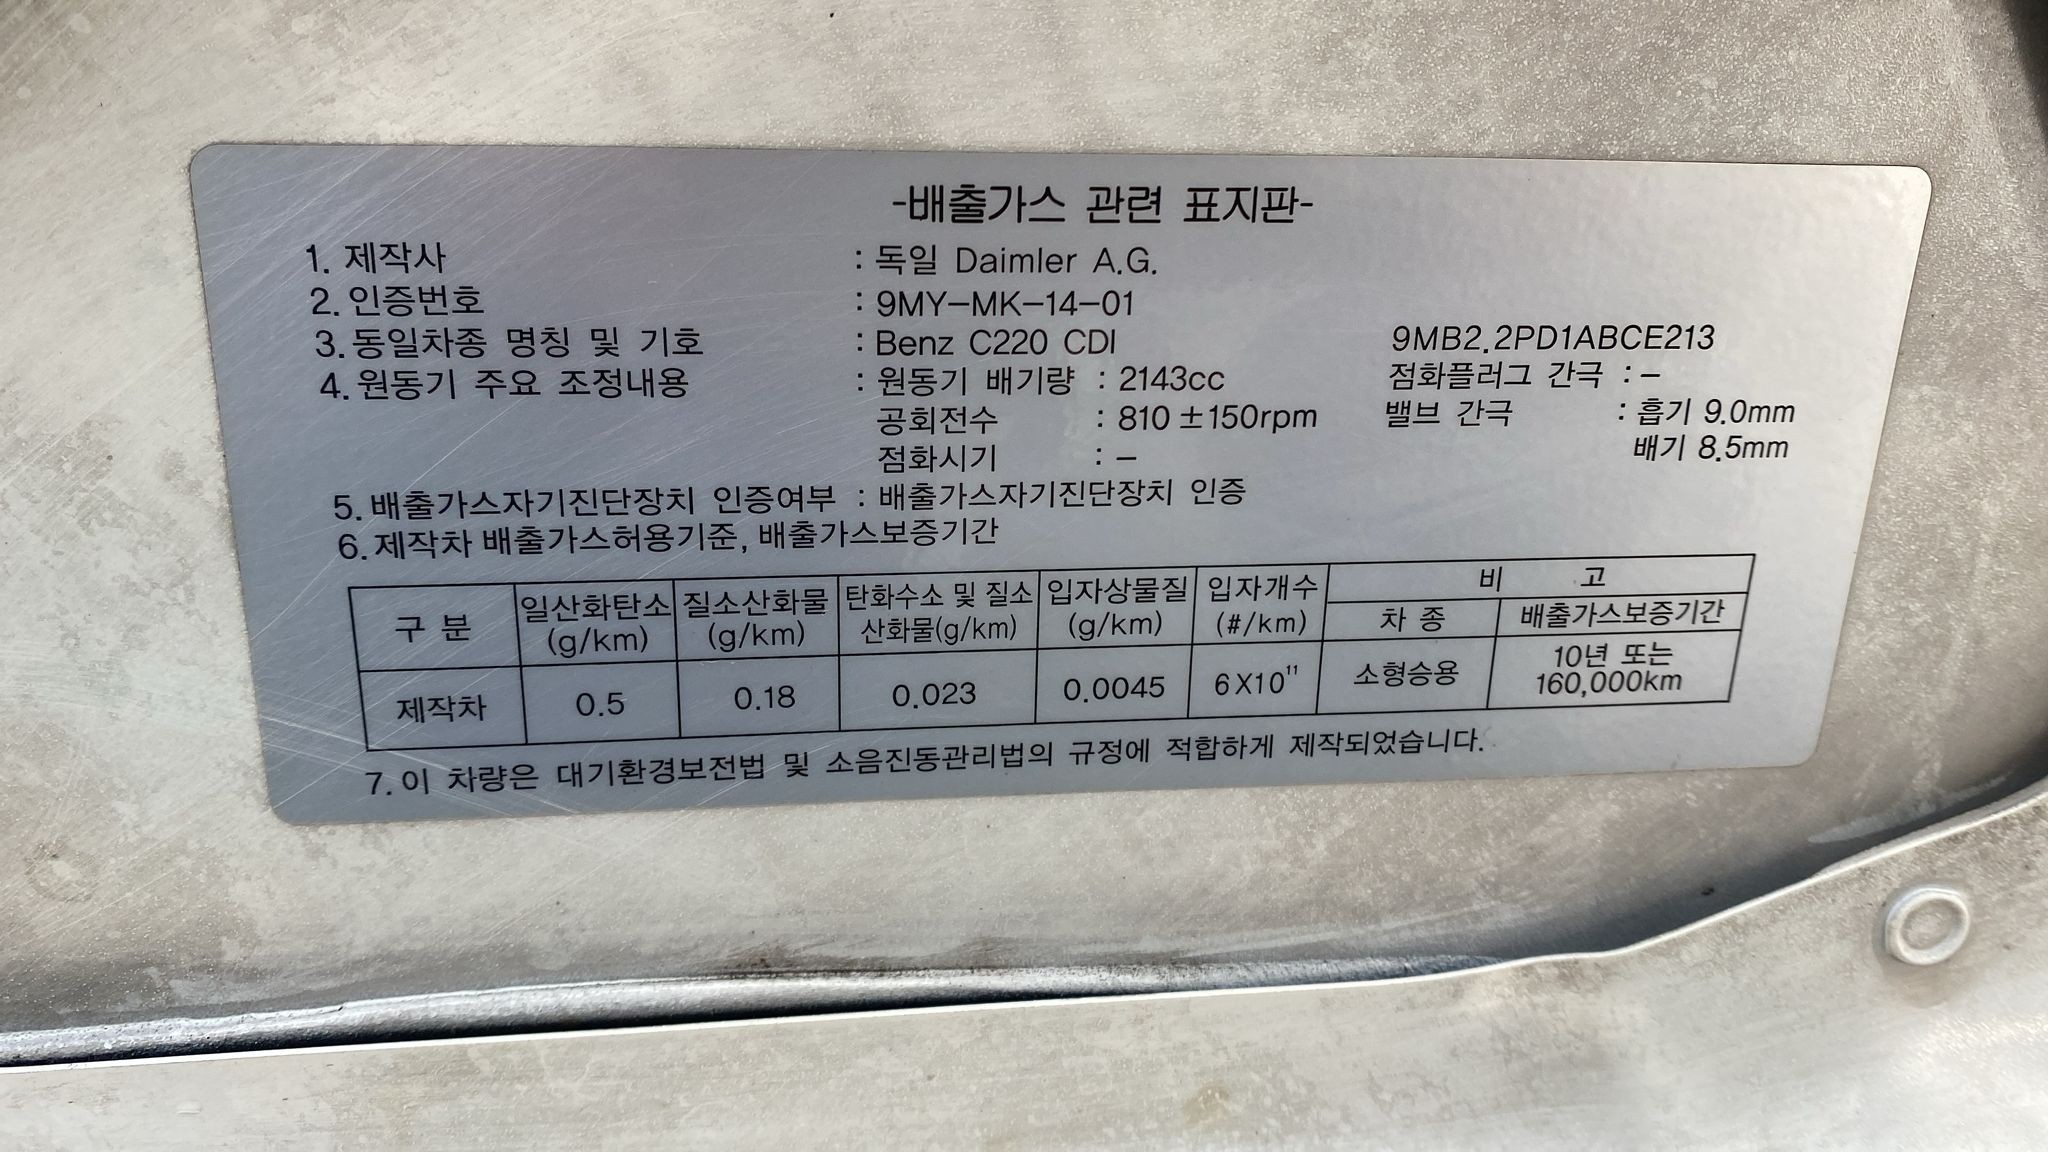 -배출가스 관련 표지판-
1. 제작사 : 독일 Daimler A.G.
2. 인증번호 : 9MY-MK-14-01
3. 동일차종 명칭 및 기호 : Benz C220 CDI 9MB2.2PD1ABCE213
4. 원동기 주요 조정내용 : 원동기 배기량 : 2143cc 점화플러그 간극 : -
공회전수 : 810 ±150rpm 밸브 간극 : 흡기 9.0mm
점화시기 : - 배기 8.5mm
5. 배출가스자기진단장치 인증여부 : 배출가스자기진단장치 인증
6. 제작차 배출가스허용기준, 배출가스보증기간
구 분 일산화탄소 (g/km) 질소산화물 (g/km) 탄화수소 및 질소 산화물(g/km) 입자상물질 (g/km) 입자개수 (#/km) 비 고
차 종 배출가스보증기간
제작차 0.5 0.18 0.023 0.0045 6X10¹¹ 소형승용 10년 또는 160,000km
7. 이 차량은 대기환경보전법 및 소음진동관리법의 규정에 적합하게 제작되었습니다.